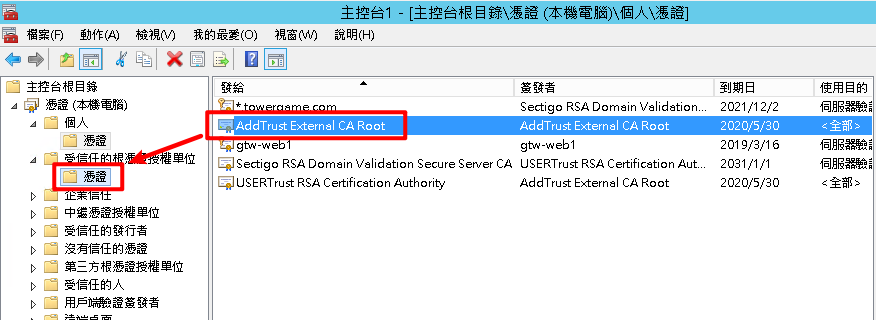 主控台1 - [主控台根目錄\憑證 (本機電腦)\個人\憑證]
檔案(F) 動作(A) 檢視(V) 我的最愛(O) 視窗(W) 說明(H)
主控台根目錄
憑證 (本機電腦)
個人
憑證
受信任的根憑證授權單位
憑證
企業信任
中繼憑證授權單位
受信任的發行者
沒有信任的憑證
第三方根憑證授權單位
受信任的人
用戶端驗證簽發者
遠端桌面
發給 簽發者 到期日 使用目的
*.towergame.com Sectigo RSA Domain Validation... 2021/12/2 伺服器驗
AddTrust External CA Root AddTrust External CA Root 2020/5/30 <全部>
gtw-web1 gtw-web1 2019/3/16 伺服器驗
Sectigo RSA Domain Validation Secure Server CA USERTrust RSA Certification Aut... 2031/1/1 伺服器驗
USERTrust RSA Certification Authority AddTrust External CA Root 2020/5/30 <全部>